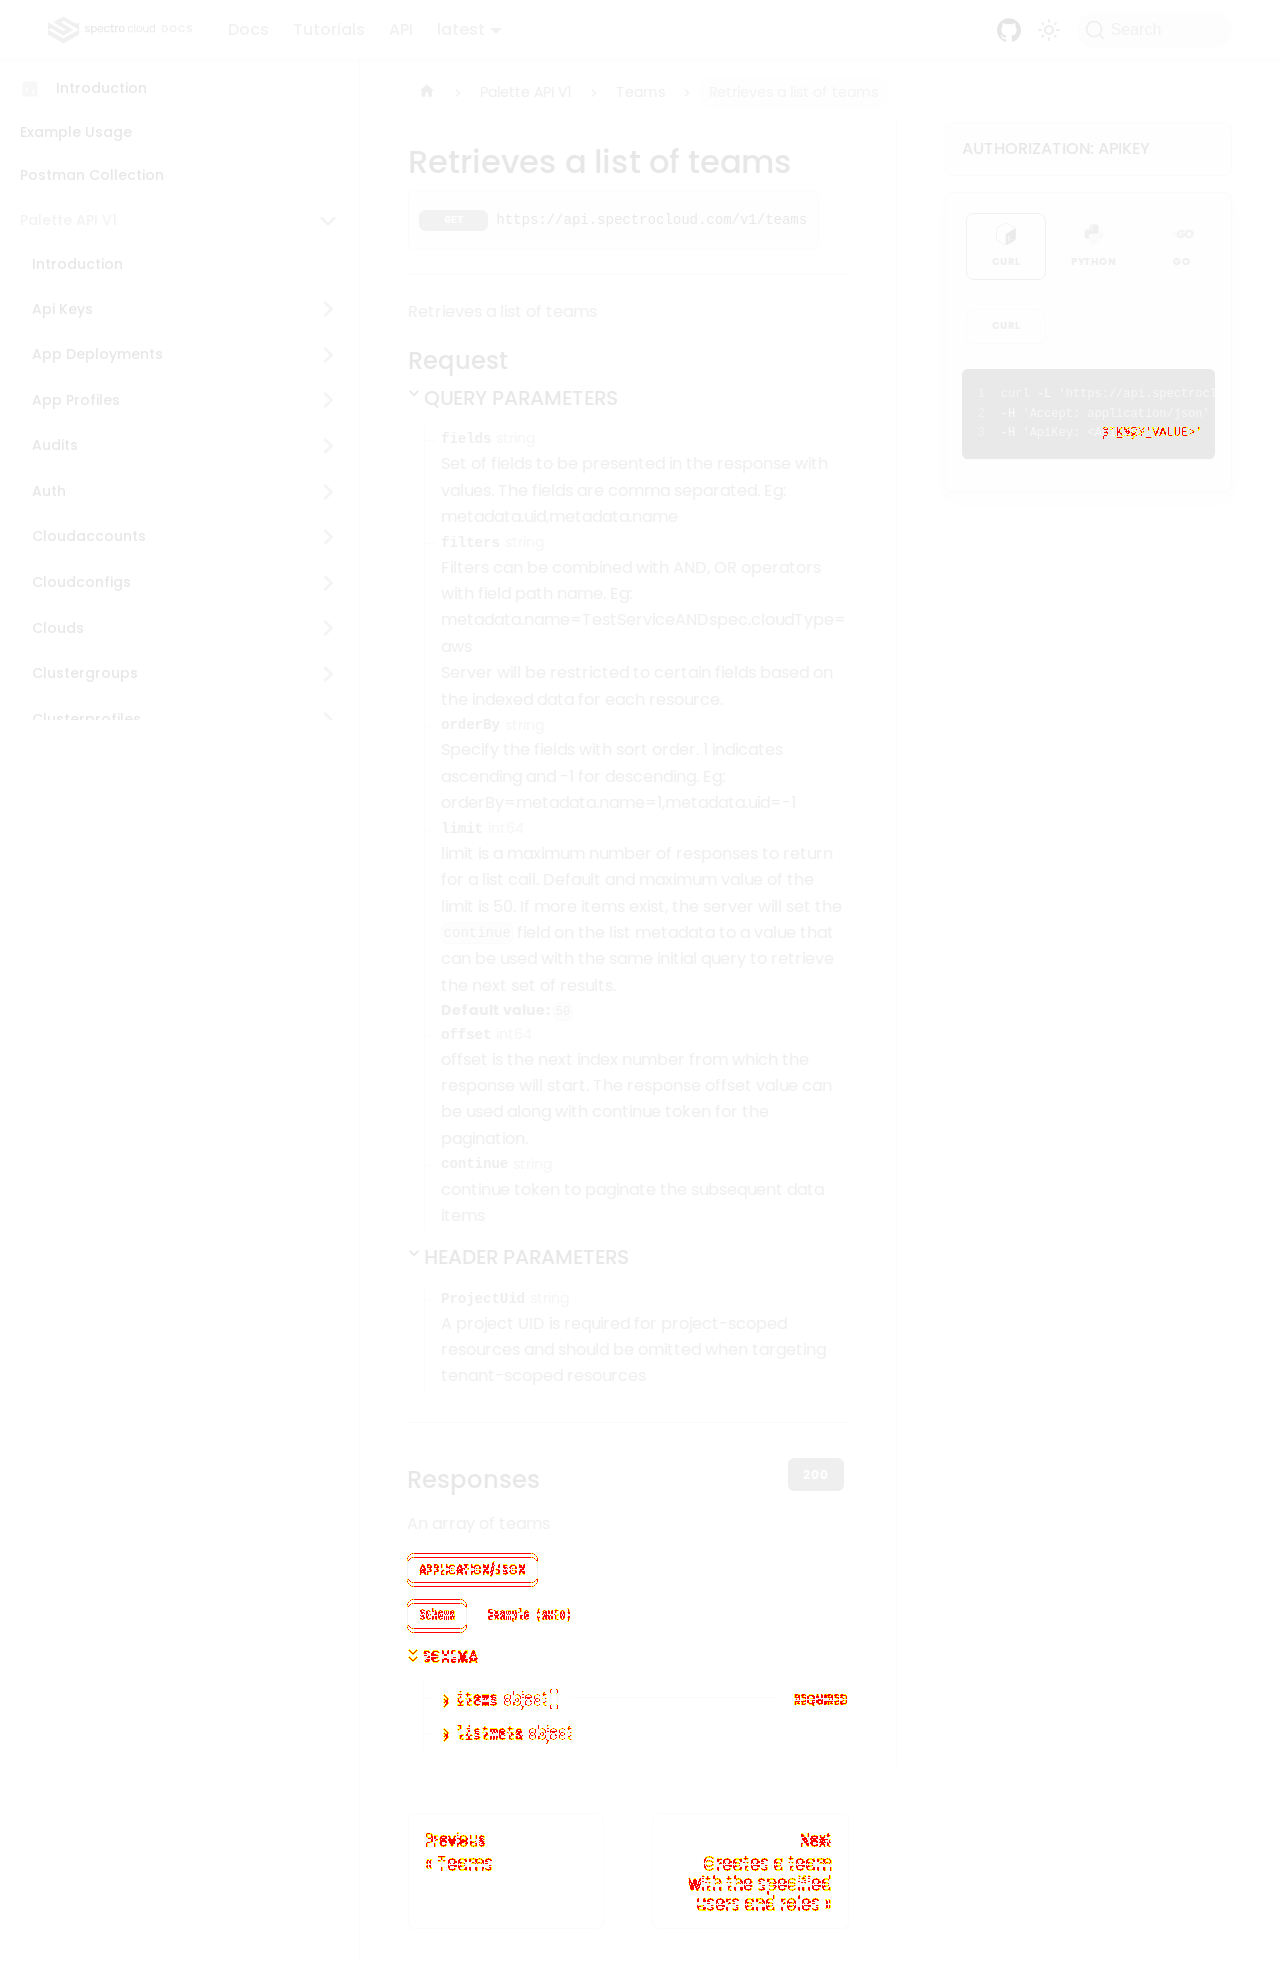 spectro cloud DOCS
Docs
Tutorials
API
latest
Search
Introduction
Example Usage
Postman Collection
Palette API V1
Introduction
Api Keys
App Deployments
App Profiles
Audits
Auth
Cloudaccounts
Cloudconfigs
Clouds
Clustergroups
Clusterprofiles
Palette API V1
Teams
Retrieves a list of teams
Retrieves a list of teams
GET https://api.spectrocloud.com/v1/teams
Retrieves a list of teams
Request
QUERY PARAMETERS
fields string
Set of fields to be presented in the response with
values. The fields are comma separated. Eg:
metadata.uid,metadata.name
filters string
Filters can be combined with AND, OR operators
with field path name. Eg:
metadata.name=TestServiceANDspec.cloudType=
aws
Server will be restricted to certain fields based on
the indexed data for each resource.
orderBy string
Specify the fields with sort order. 1 indicates
ascending and -1 for descending. Eg:
orderBy=metadata.name=1,metadata.uid=-1
limit int64
limit is a maximum number of responses to return
for a list call. Default and maximum value of the
limit is 50. If more items exist, the server will set the
continue field on the list metadata to a value that
can be used with the same initial query to retrieve
the next set of results.
Default value: 50
offset int64
offset is the next index number from which the
response will start. The response offset value can
be used along with continue token for the
pagination.
continue string
continue token to paginate the subsequent data
items
HEADER PARAMETERS
ProjectUid string
A project UID is required for project-scoped
resources and should be omitted when targeting
tenant-scoped resources
Responses
200
An array of teams
APPLICATION/JSON
Schema
Example (auto)
SCHEMA
items object[]
REQUIRED
listmeta object
Previous
« Teams
Next
Creates a team
with the specified
users and roles »
AUTHORIZATION: APIKEY
CURL
PYTHON
GO
GO
CURL
1 curl -L 'https://api.spectrocl
2 -H 'Accept: application/json'
3 -H 'ApiKey: